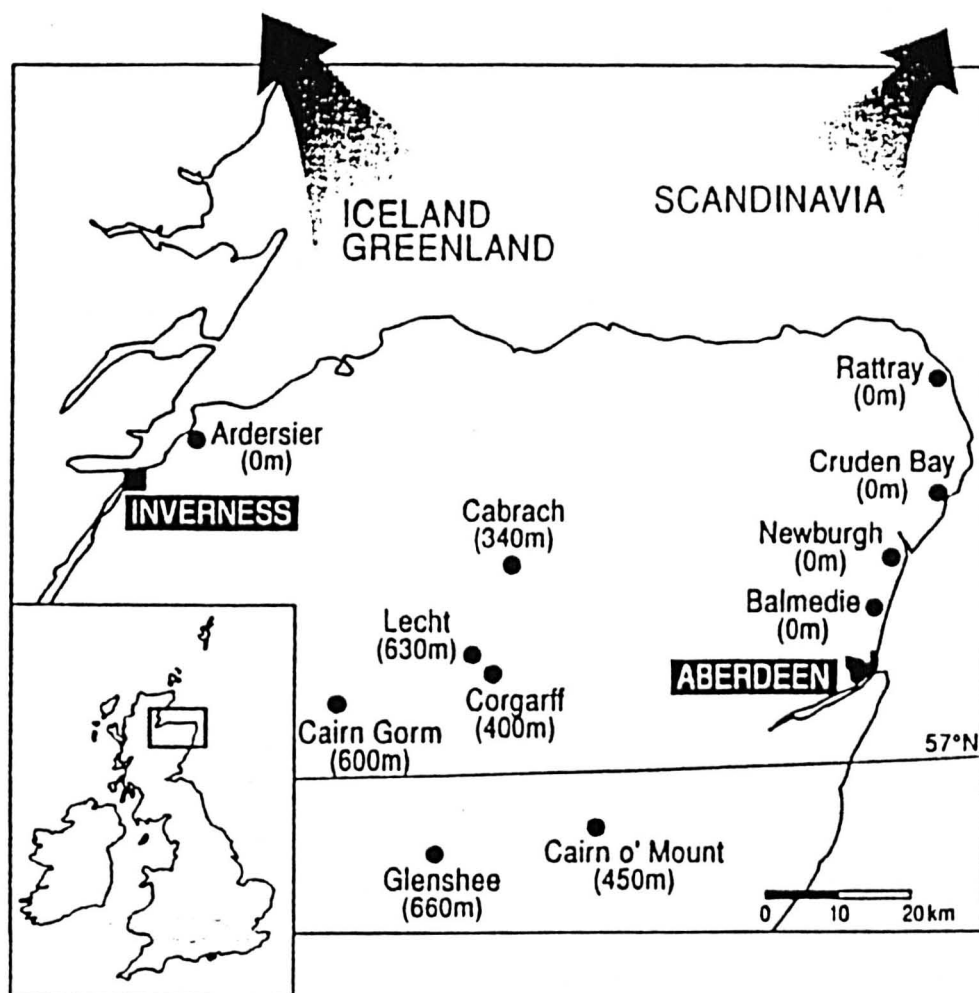 ICELAND
GREENLAND
SCANDINAVIA
Rattray
(0m)
Ardersier
(0m)
Cruden Bay
(0m)
INVERNESS
Cabrach
(340m)
Newburgh
(0m)
Balmedie
(0m)
Lecht
(630m)
ABERDEEN
Corgarff
(400m)
Cairn Gorm
(600m)
57°N
Cairn o' Mount
(450m)
Glenshee
(660m)
0 10 20km